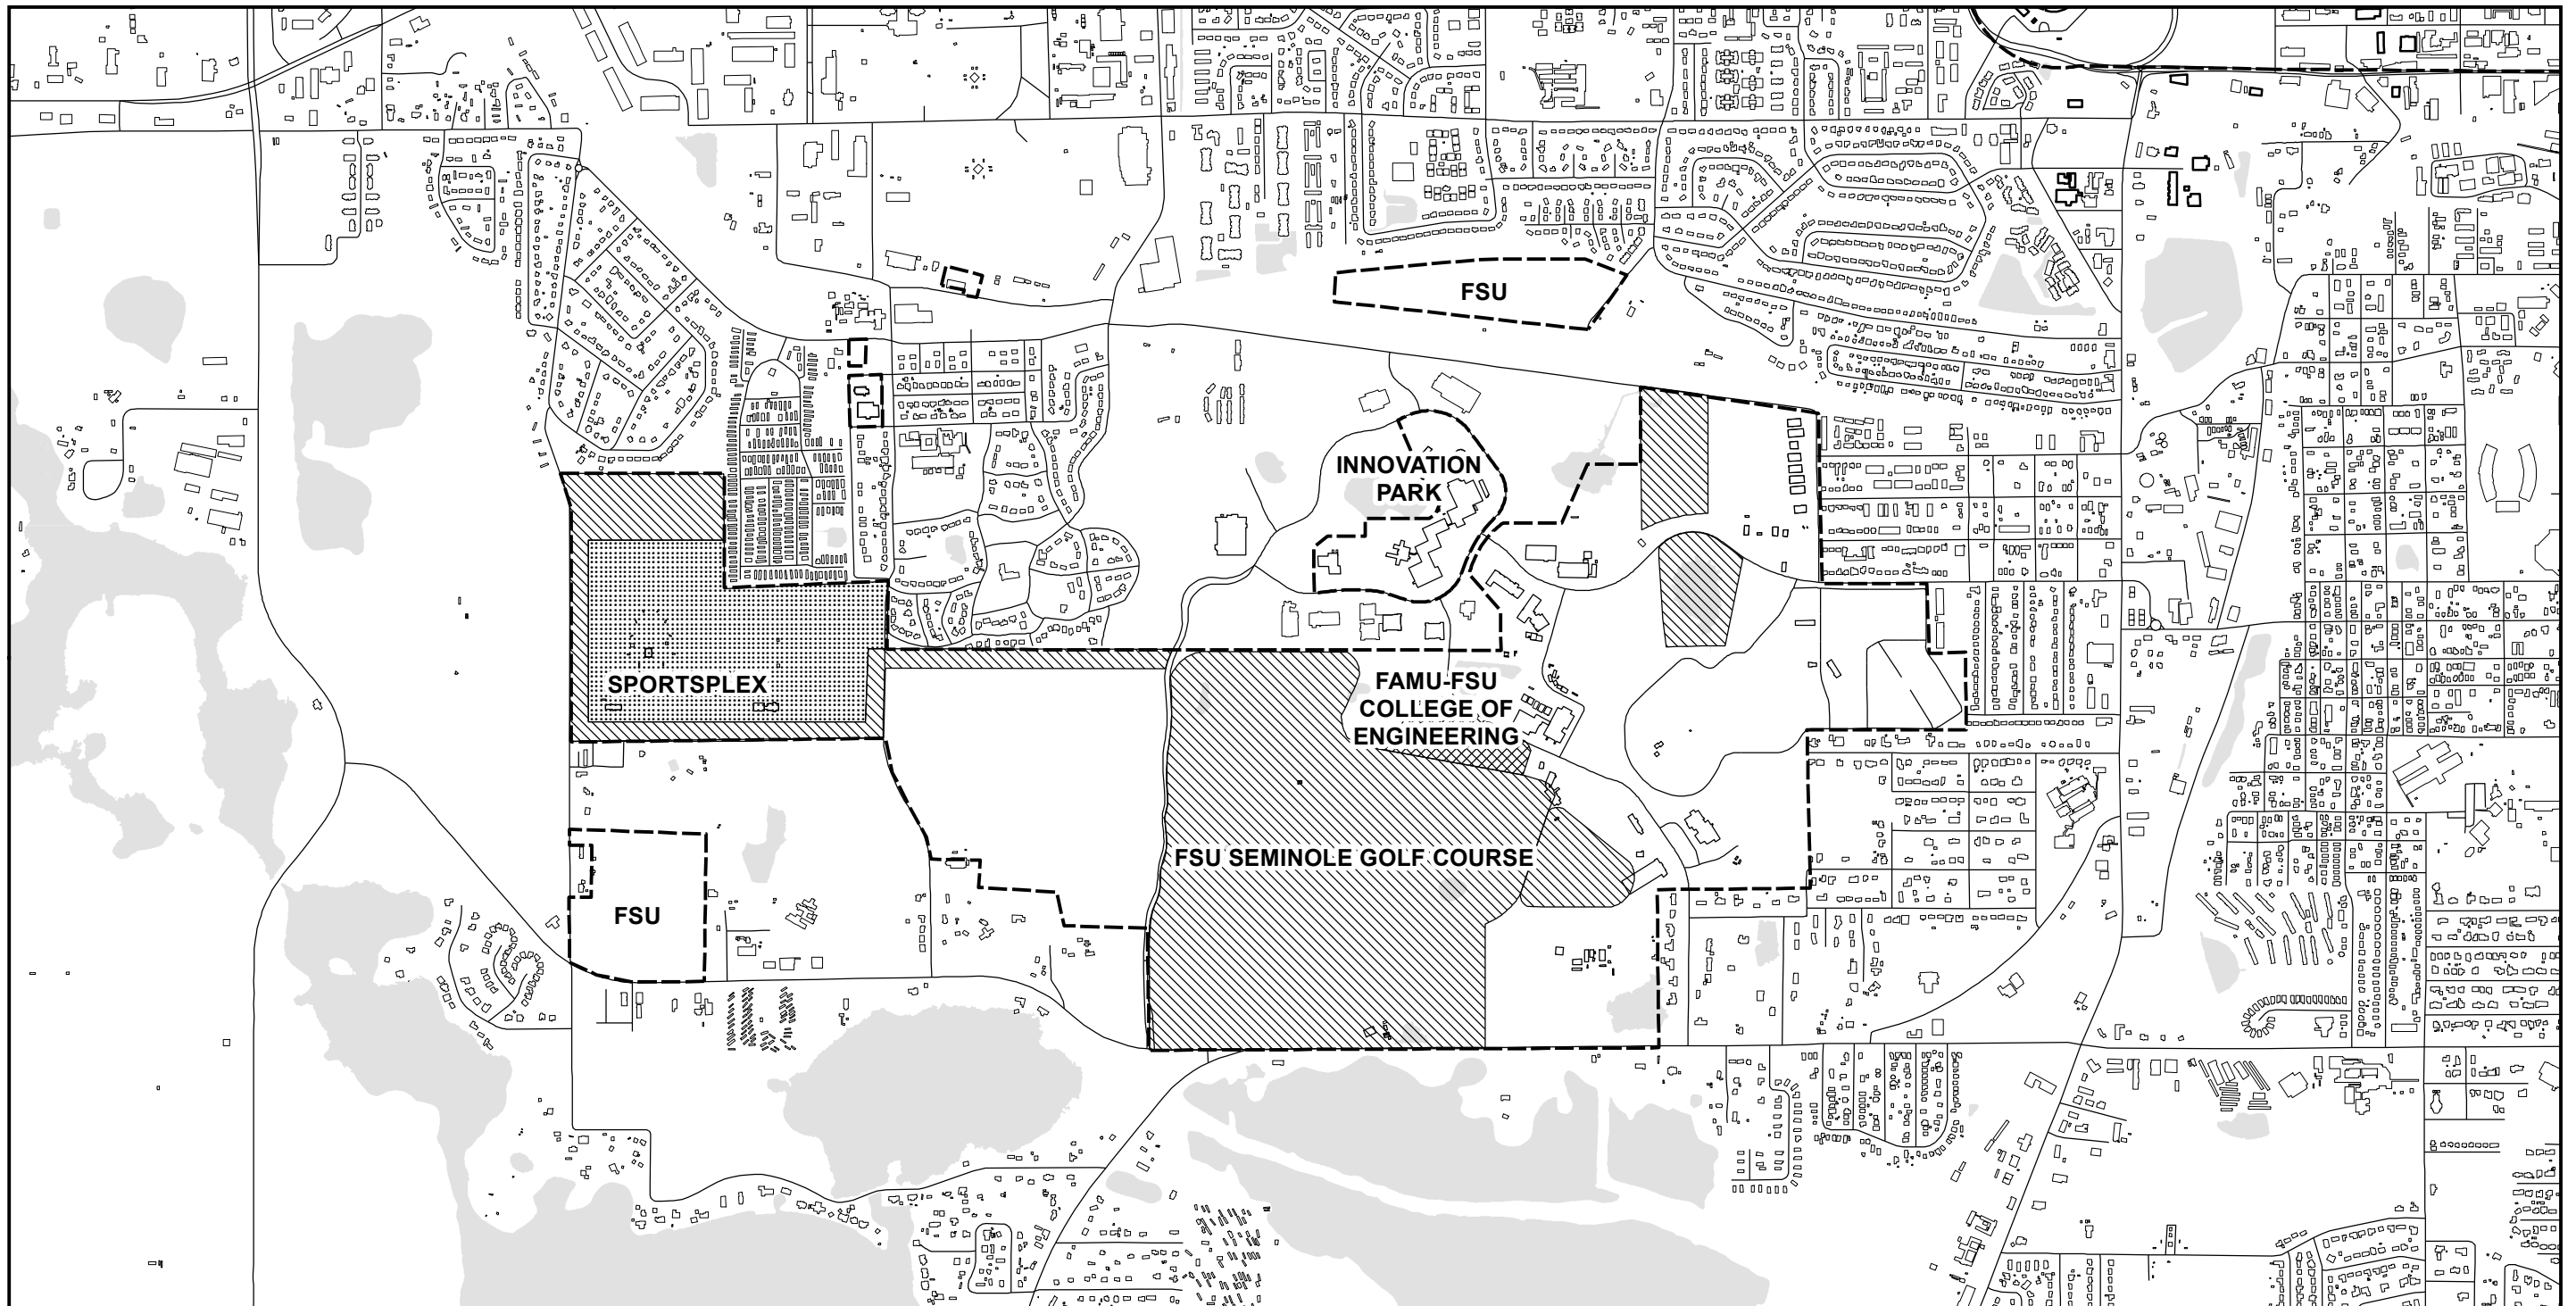 FSU
INNOVATION
PARK
SPORTSPLEX
FAMU-FSU
COLLEGE OF
ENGINEERING
FSU SEMINOLE GOLF COURSE
FSU